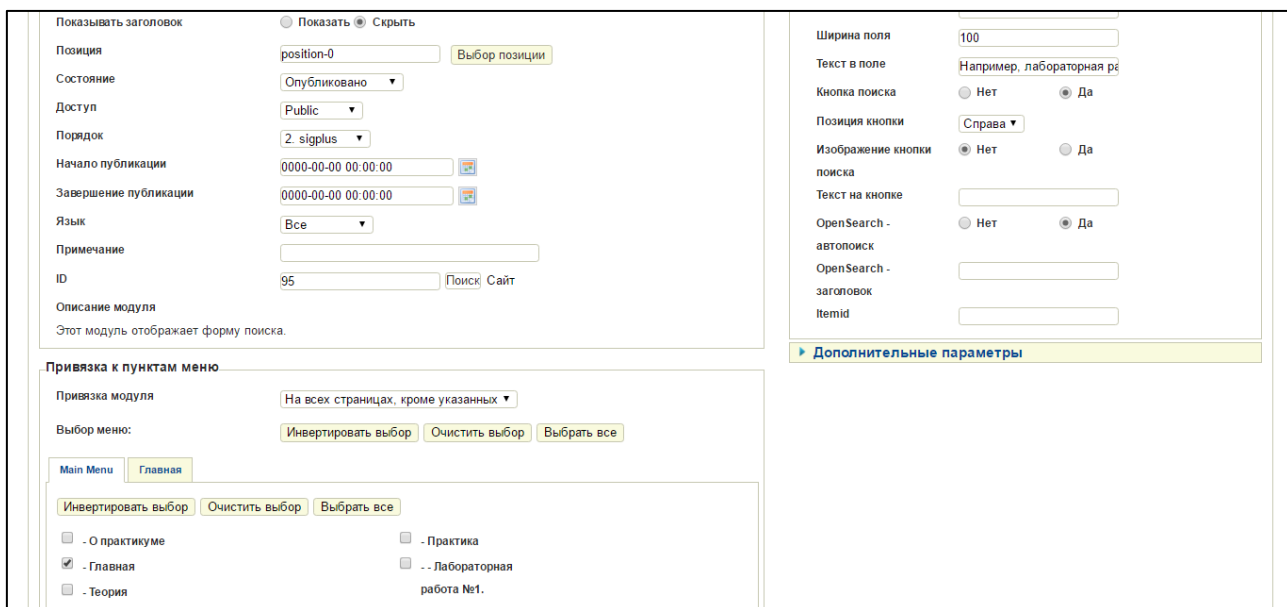 Показывать заголовок Показать Скрыть
Позиция position-0 Выбор позиции
Состояние Опубликовано
Доступ Public
Порядок 2. sigplus
Начало публикации 0000-00-00 00:00:00
Завершение публикации 0000-00-00 00:00:00
Язык Все
Примечание
ID 95 Поиск Сайт
Описание модуля
Этот модуль отображает форму поиска.
Привязка к пунктам меню
Привязка модуля На всех страницах, кроме указанных
Выбор меню: Инвертировать выбор Очистить выбор Выбрать все
Main Menu Главная
Инвертировать выбор Очистить выбор Выбрать все
- О практикуме
- Главная
- Теория
- Практика
- - Лабораторная
работа №1.
Ширина поля 100
Текст в поле Например, лабораторная ра
Кнопка поиска Нет Да
Позиция кнопки Справа
Изображение кнопки Нет Да
поиска
Текст на кнопке
OpenSearch - Нет Да
автопоиск
OpenSearch -
заголовок
Itemid
Дополнительные параметры